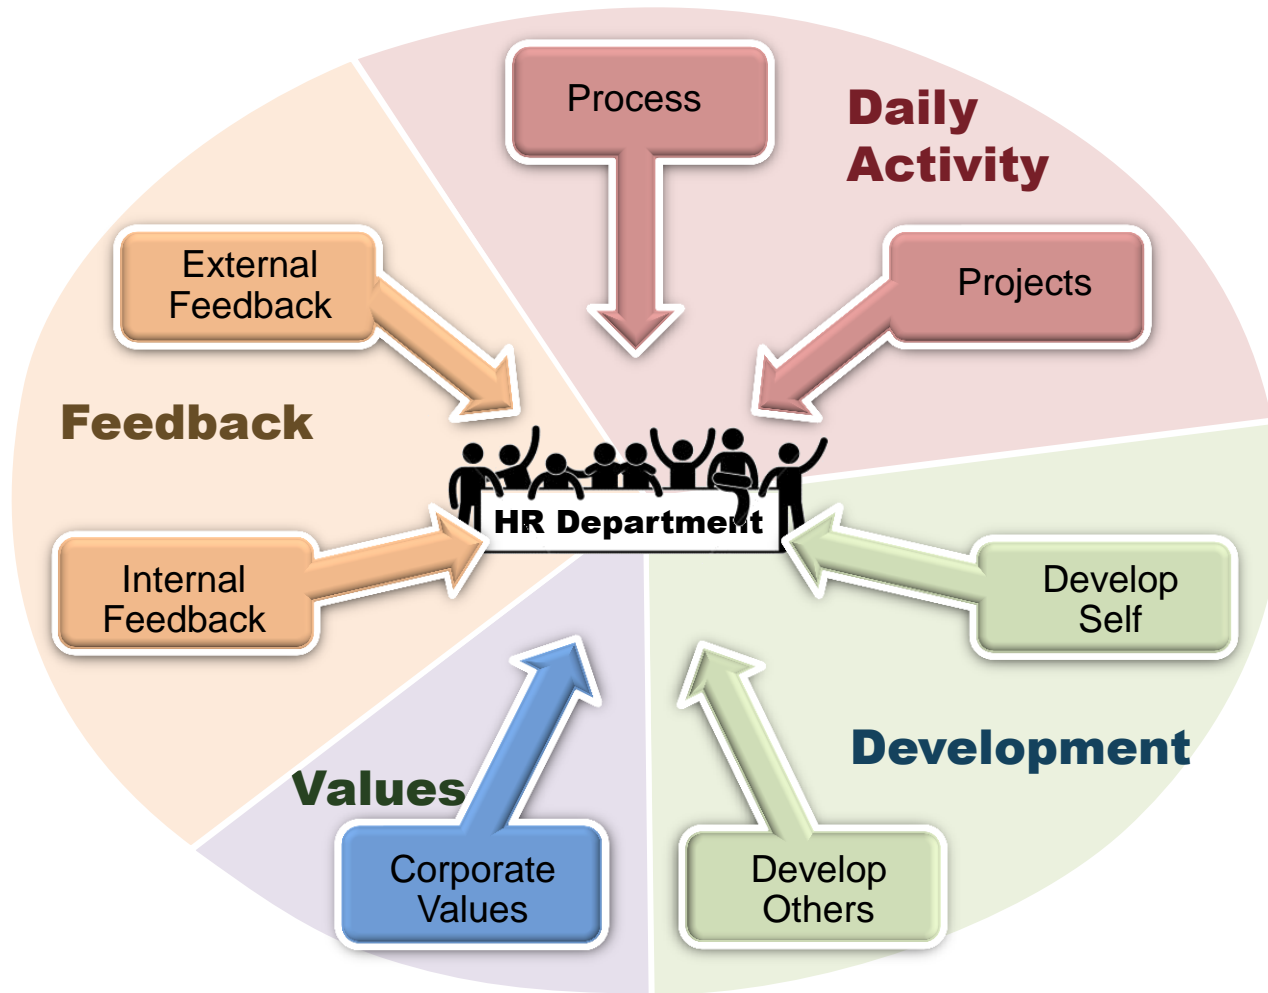 Process
Daily
Activity
External
Feedback
Projects
Feedback
HR Department
Internal
Feedback
Develop
Self
Development
Values
Corporate
Values
Develop
Others